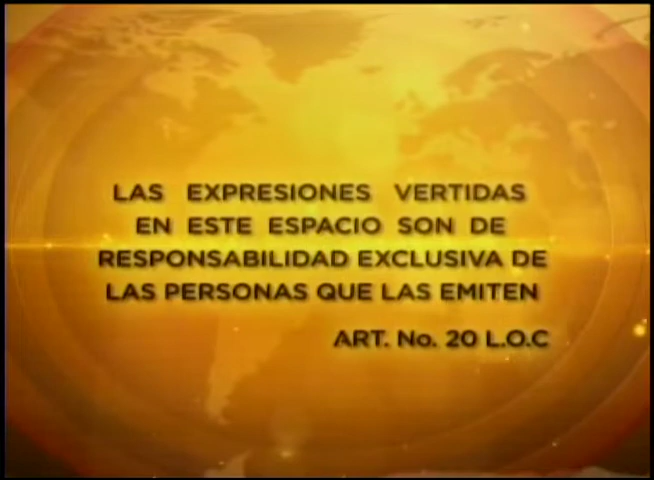 LAS EXPRESIONES VERTIDAS
EN ESTE ESPACIO SON DE
RESPONSABILIDAD EXCLUSIVA DE
LAS PERSONAS QUE LAS EMITEN
ART. No. 20 L.O.C